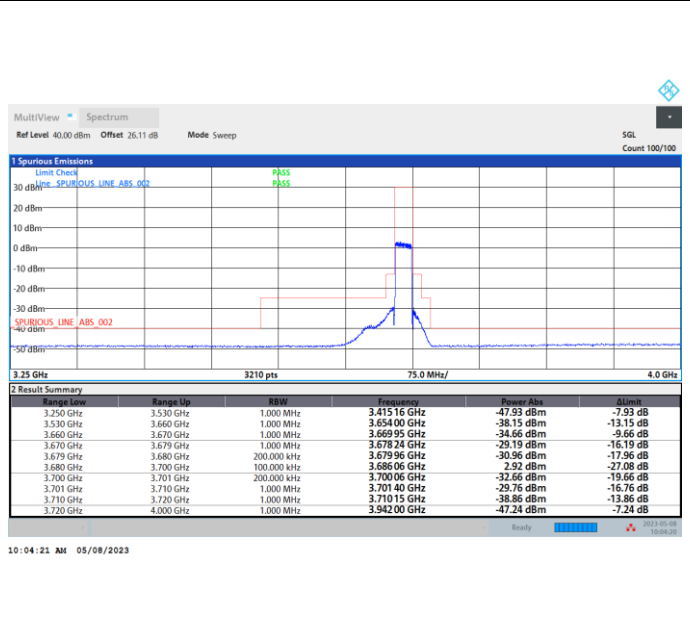 MultiView Spectrum
Ref Level 40.00 dBm Offset 26.11 dB Mode Sweep SGL
Count 100/100
1 Spurious Emissions
Limit Check PASS
Line _SPURIOUS_LINE_ABS_002 PASS
30 dBm
20 dBm
10 dBm
0 dBm
-10 dBm
-20 dBm
-30 dBm
SPURIOUS_LINE_ABS_002
-40 dBm
-50 dBm
3.25 GHz 3210 pts 75.0 MHz/ 4.0 GHz
2 Result Summary
Range Low Range Up RBW Frequency Power Abs ΔLimit
3.250 GHz 3.530 GHz 1.000 MHz 3.415 16 GHz -47.93 dBm -7.93 dB
3.530 GHz 3.660 GHz 1.000 MHz 3.654 00 GHz -38.15 dBm -13.15 dB
3.660 GHz 3.670 GHz 1.000 MHz 3.669 95 GHz -34.66 dBm -9.66 dB
3.670 GHz 3.679 GHz 1.000 MHz 3.678 24 GHz -29.19 dBm -16.19 dB
3.679 GHz 3.680 GHz 200.000 kHz 3.679 96 GHz -30.96 dBm -17.96 dB
3.680 GHz 3.700 GHz 100.000 kHz 3.686 06 GHz 2.92 dBm -27.08 dB
3.700 GHz 3.701 GHz 200.000 kHz 3.700 06 GHz -32.66 dBm -19.66 dB
3.701 GHz 3.710 GHz 1.000 MHz 3.701 40 GHz -29.76 dBm -16.76 dB
3.710 GHz 3.720 GHz 1.000 MHz 3.710 15 GHz -38.86 dBm -13.86 dB
3.720 GHz 4.000 GHz 1.000 MHz 3.942 00 GHz -47.24 dBm -7.24 dB
Ready 2023-05-08
10:04:20
10:04:21 AM 05/08/2023